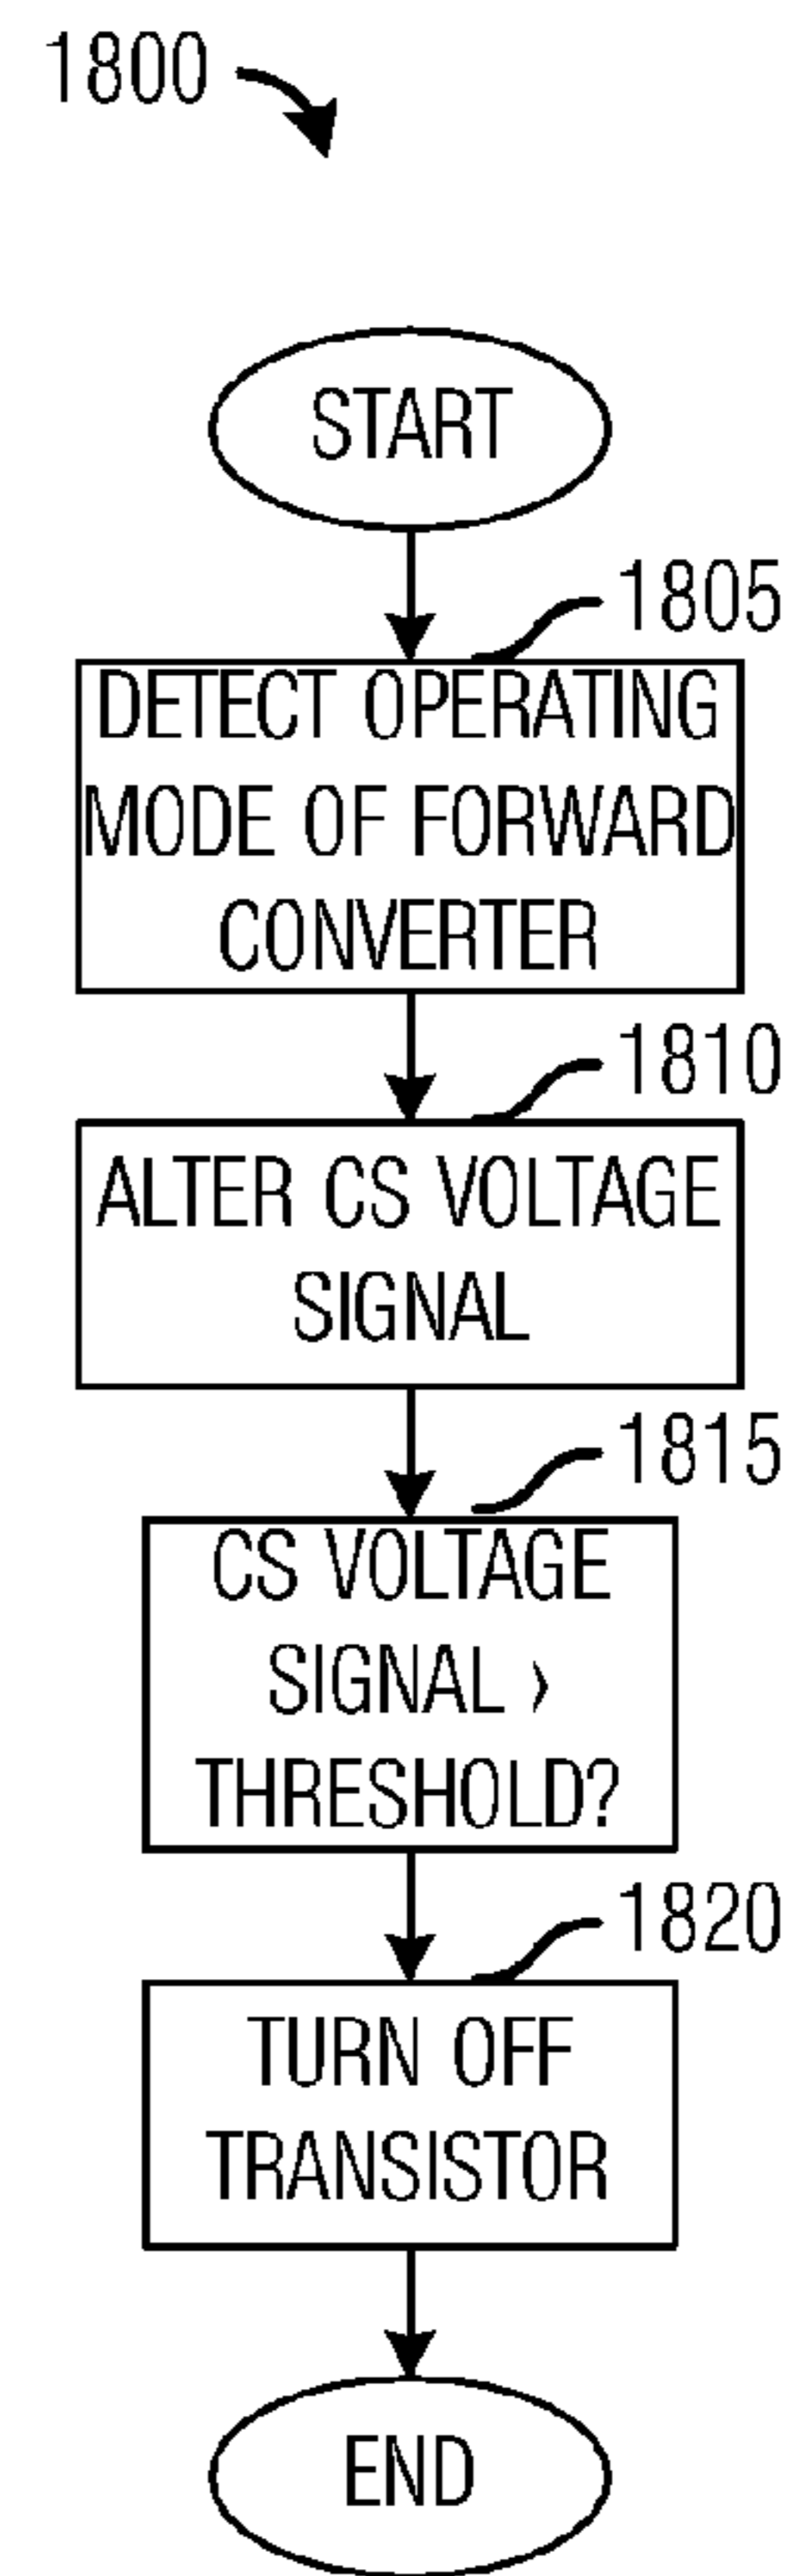 1800
START
1805
DETECT OPERATING
MODE OF FORWARD
CONVERTER
1810
ALTER CS VOLTAGE
SIGNAL
1815
CS VOLTAGE
SIGNAL >
THRESHOLD?
1820
TURN OFF
TRANSISTOR
END